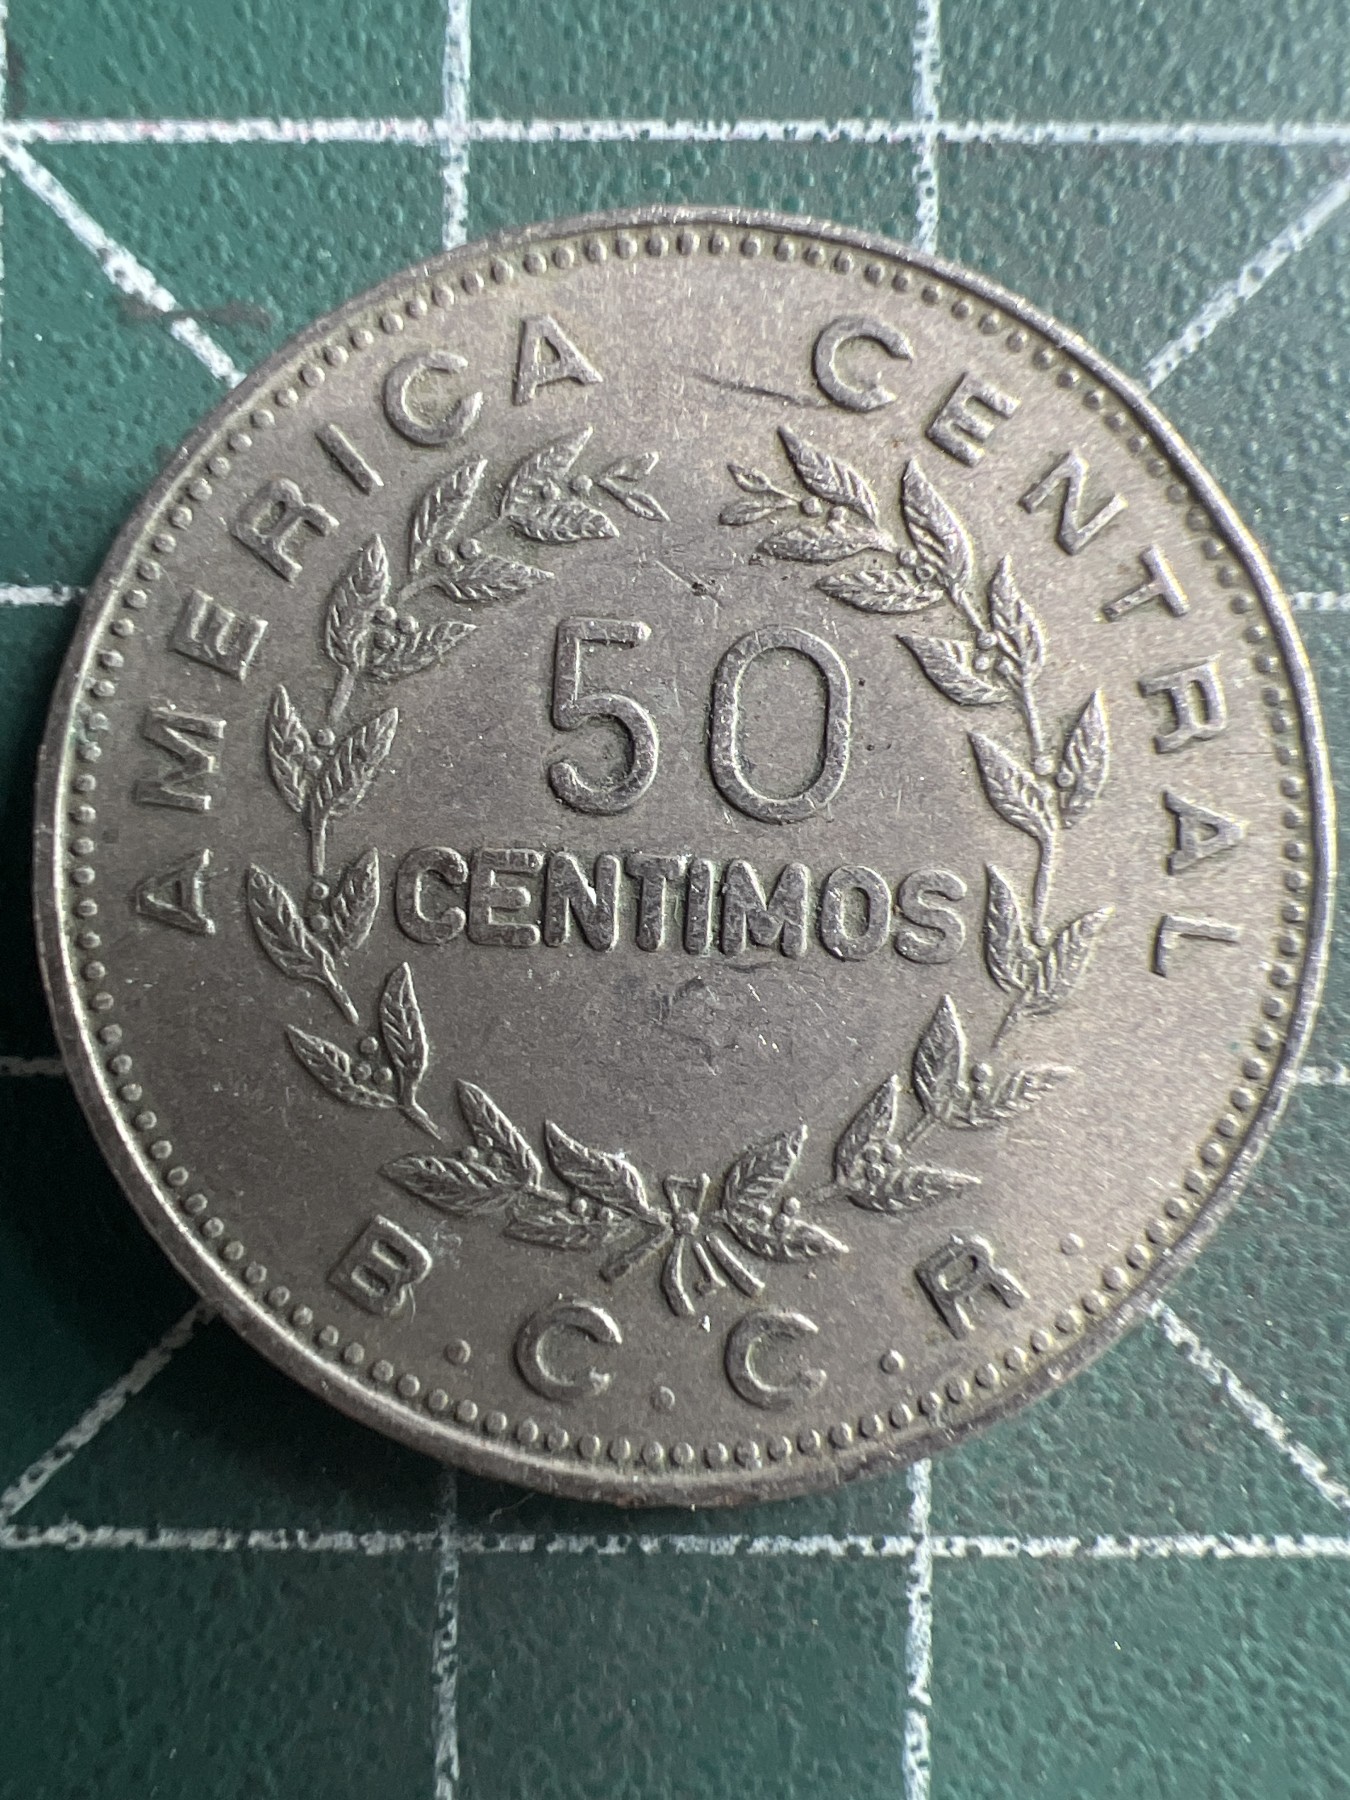 AMERICA CENTRAL
50
CENTIMOS
B.C.C.R.